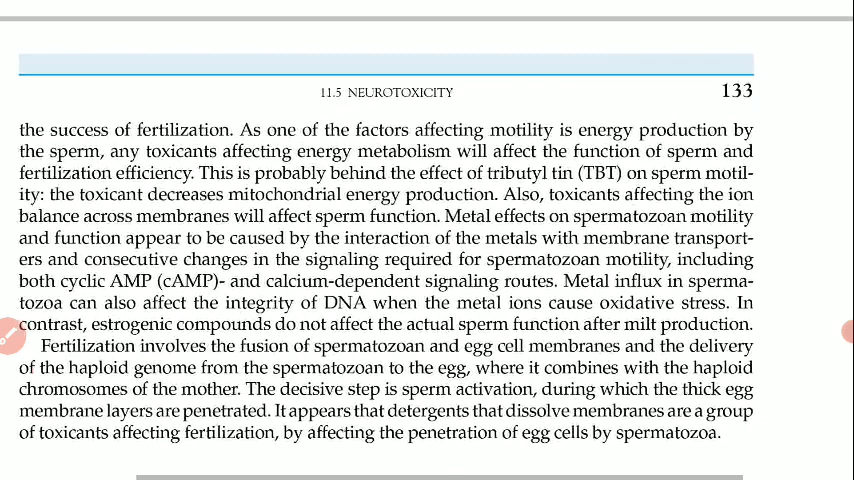 11.5 NEUROTOXICITY 133
the success of fertilization. As one of the factors affecting motility is energy production by
the sperm, any toxicants affecting energy metabolism will affect the function of sperm and
fertilization efficiency. This is probably behind the effect of tributyl tin (TBT) on sperm motil-
ity: the toxicant decreases mitochondrial energy production. Also, toxicants affecting the ion
balance across membranes will affect sperm function. Metal effects on spermatozoan motility
and function appear to be caused by the interaction of the metals with membrane transport-
ers and consecutive changes in the signaling required for spermatozoan motility, including
both cyclic AMP (cAMP)- and calcium-dependent signaling routes. Metal influx in sperma-
tozoa can also affect the integrity of DNA when the metal ions cause oxidative stress. In
contrast, estrogenic compounds do not affect the actual sperm function after milt production.
Fertilization involves the fusion of spermatozoan and egg cell membranes and the delivery
of the haploid genome from the spermatozoan to the egg, where it combines with the haploid
chromosomes of the mother. The decisive step is sperm activation, during which the thick egg
membrane layers are penetrated. It appears that detergents that dissolve membranes are a group
of toxicants affecting fertilization, by affecting the penetration of egg cells by spermatozoa.